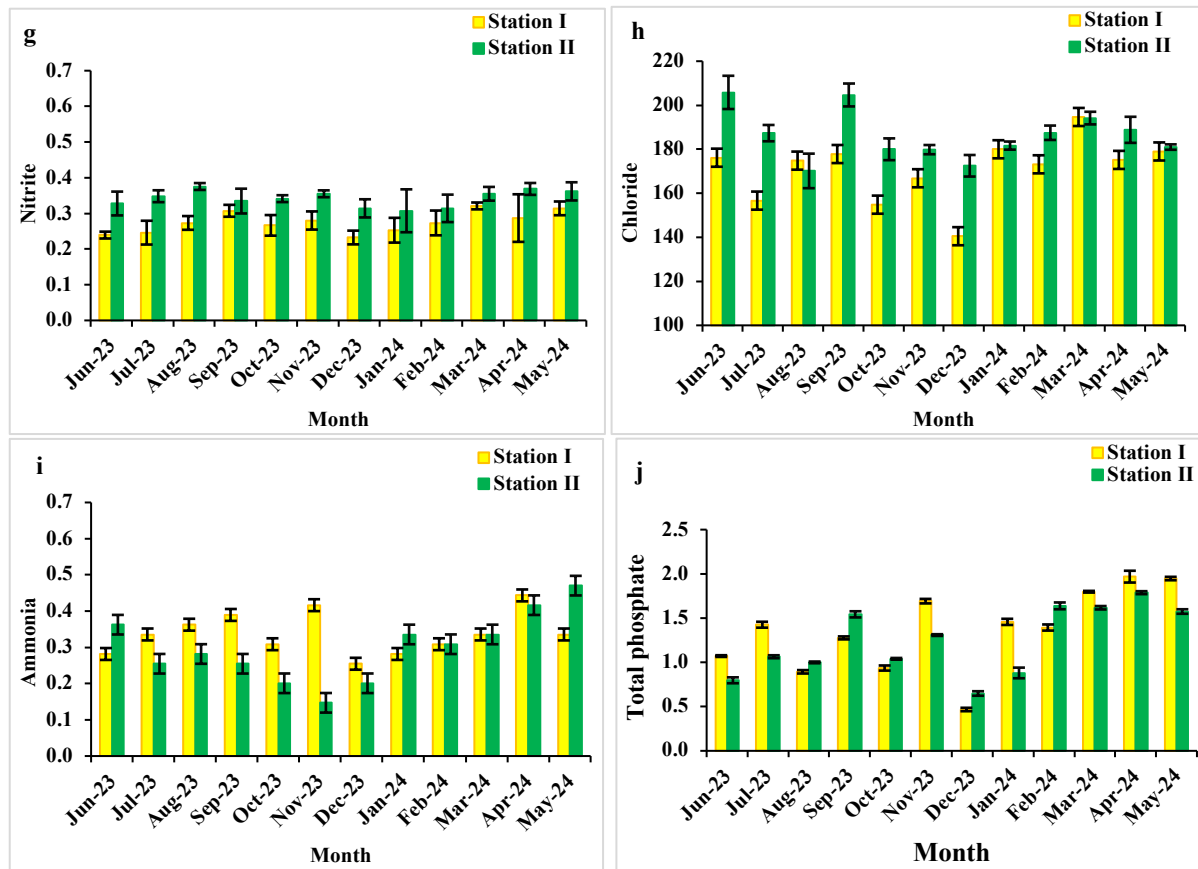 g
Station I
Station II
Nitrite
0.7
0.6
0.5
0.4
0.3
0.2
0.1
0.0
Jun-23
Jul-23
Aug-23
Sep-23
Oct-23
Nov-23
Dec-23
Jan-24
Feb-24
Mar-24
Apr-24
May-24
Month
h
Station I
Station II
Chloride
220
200
180
160
140
120
100
Jun-23
Jul-23
Aug-23
Sep-23
Oct-23
Nov-23
Dec-23
Jan-24
Feb-24
Mar-24
Apr-24
May-24
Month
i
Station I
Station II
Ammonia
0.7
0.6
0.5
0.4
0.3
0.2
0.1
0.0
Jun-23
Jul-23
Aug-23
Sep-23
Oct-23
Nov-23
Dec-23
Jan-24
Feb-24
Mar-24
Apr-24
May-24
Month
j
Station I
Station II
Total phosphate
2.5
2.0
1.5
1.0
0.5
0.0
Jun-23
Jul-23
Aug-23
Sep-23
Oct-23
Nov-23
Dec-23
Jan-24
Feb-24
Mar-24
Apr-24
May-24
Month